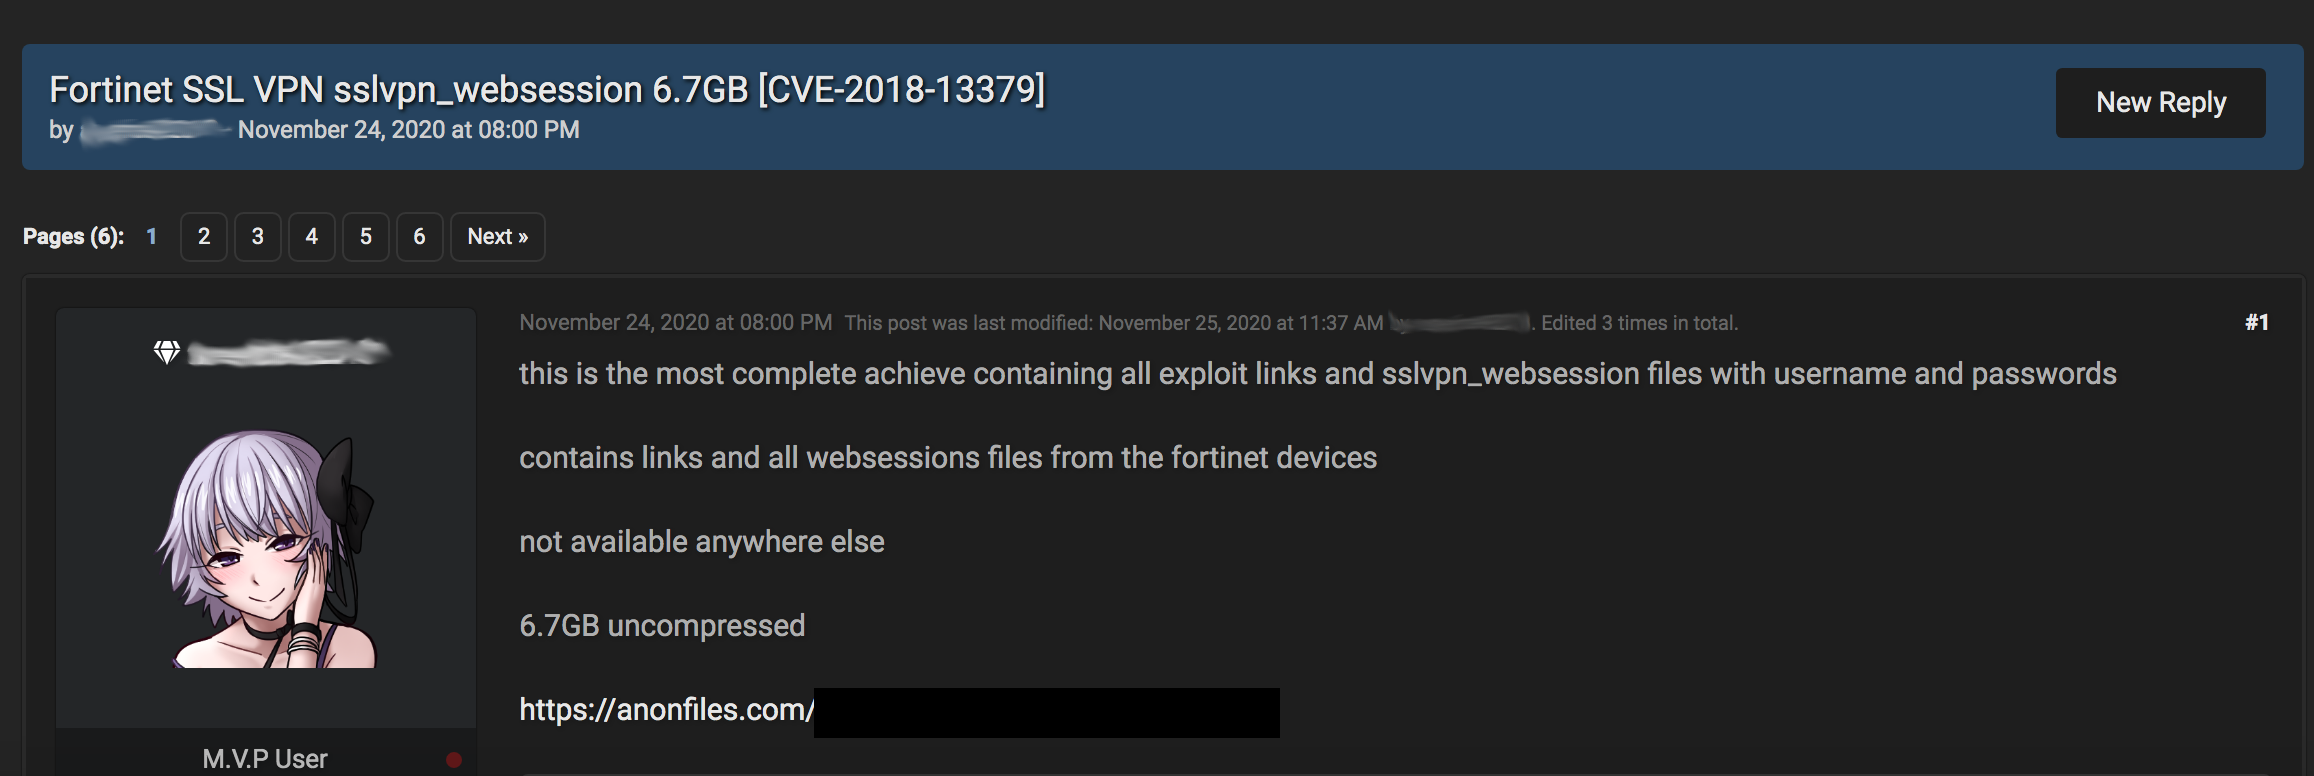 Fortinet SSL VPN sslvpn_websession 6.7GB [CVE-2018-13379]
by November 24, 2020 at 08:00 PM
New Reply
Pages (6): 1 2 3 4 5 6 Next »
November 24, 2020 at 08:00 PM This post was last modified: November 25, 2020 at 11:37 AM . Edited 3 times in total.
#1
this is the most complete achieve containing all exploit links and sslvpn_websession files with username and passwords
contains links and all websessions files from the fortinet devices
not available anywhere else
6.7GB uncompressed
https://anonfiles.com/
M.V.P User